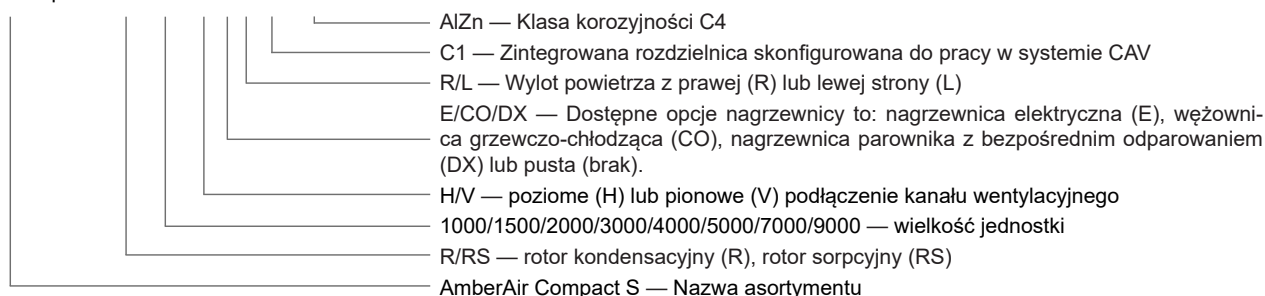 AlZn — Klasa korozyjności C4
C1 — Zintegrowana rozdzielnica skonfigurowana do pracy w systemie CAV
R/L — Wylot powietrza z prawej (R) lub lewej strony (L)
E/CO/DX — Dostępne opcje nagrzewnicy to: nagrzewnica elektryczna (E), wężowni-
ca grzewczo-chłodząca (CO), nagrzewnica parownika z bezpośrednim odparowaniem
(DX) lub pusta (brak).
H/V — poziome (H) lub pionowe (V) podłączenie kanału wentylacyjnego
1000/1500/2000/3000/4000/5000/7000/9000 — wielkość jednostki
R/RS — rotor kondensacyjny (R), rotor sorpcyjny (RS)
AmberAir Compact S — Nazwa asortymentu